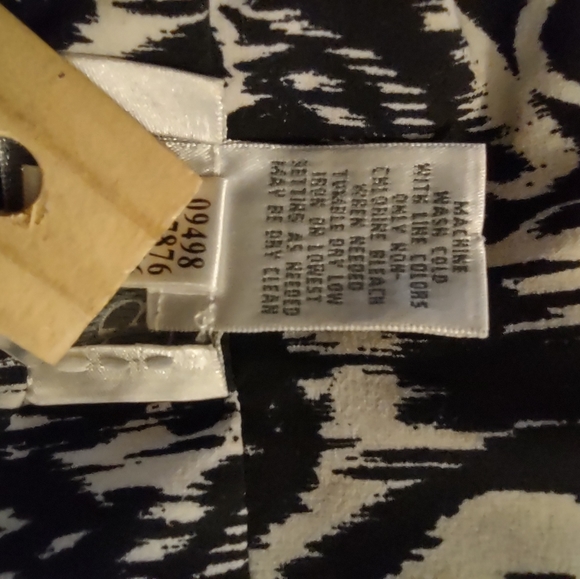 MACHINE
WASH COLD
WITH LIKE COLORS
ONLY NON-
CHLORINE BLEACH
WHEN NEEDED
TUMBLE DRY LOW
IRON ON LOWEST
SETTING AS NEEDED
MAY BE DRY CLEAN
09498
7876